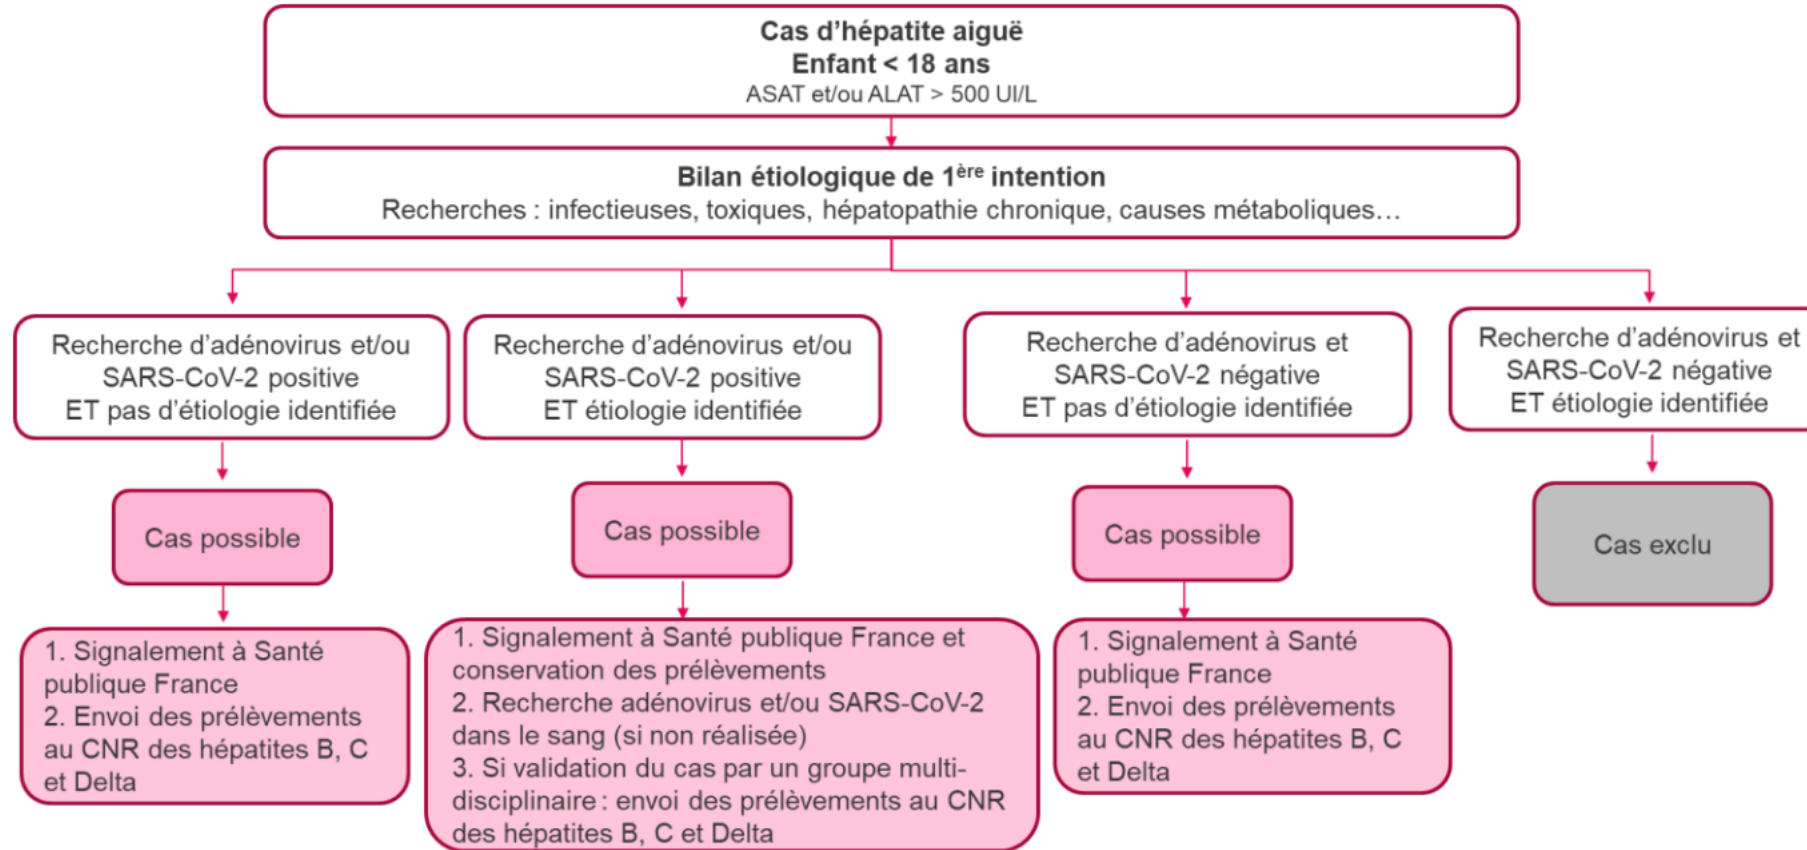 Cas d'hépatite aiguë
Enfant < 18 ans
ASAT et/ou ALAT > 500 UI/L
Bilan étiologique de 1ère intention
Recherches : infectieuses, toxiques, hépatopathie chronique, causes métaboliques…
Recherche d'adénovirus et/ou
SARS-CoV-2 positive
ET pas d'étiologie identifiée
Recherche d'adénovirus et/ou
SARS-CoV-2 positive
ET étiologie identifiée
Recherche d'adénovirus et
SARS-CoV-2 négative
ET pas d'étiologie identifiée
Recherche d'adénovirus et
SARS-CoV-2 négative
ET étiologie identifiée
Cas possible
Cas possible
Cas possible
Cas exclu
1. Signalement à Santé
publique France
2. Envoi des prélèvements
au CNR des hépatites B, C
et Delta
1. Signalement à Santé publique France et
conservation des prélèvements
2. Recherche adénovirus et/ou SARS-CoV-2
dans le sang (si non réalisée)
3. Si validation du cas par un groupe multi-
disciplinaire : envoi des prélèvements au CNR
des hépatites B, C et Delta
1. Signalement à Santé
publique France
2. Envoi des prélèvements
au CNR des hépatites B, C
et Delta